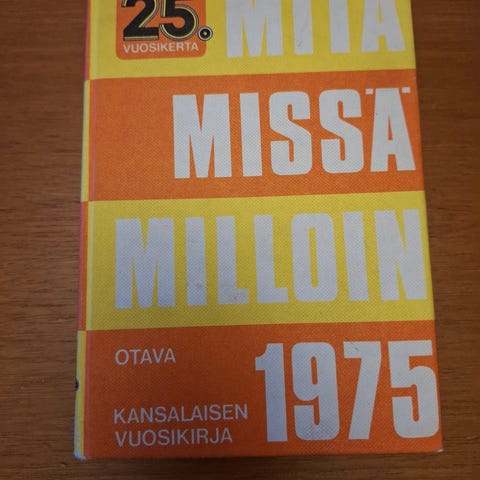 25.
VUOSIKERTA
MITÄ
MISSÄ
MILLOIN
OTAVA
1975
KANSALAISEN
VUOSIKIRJA